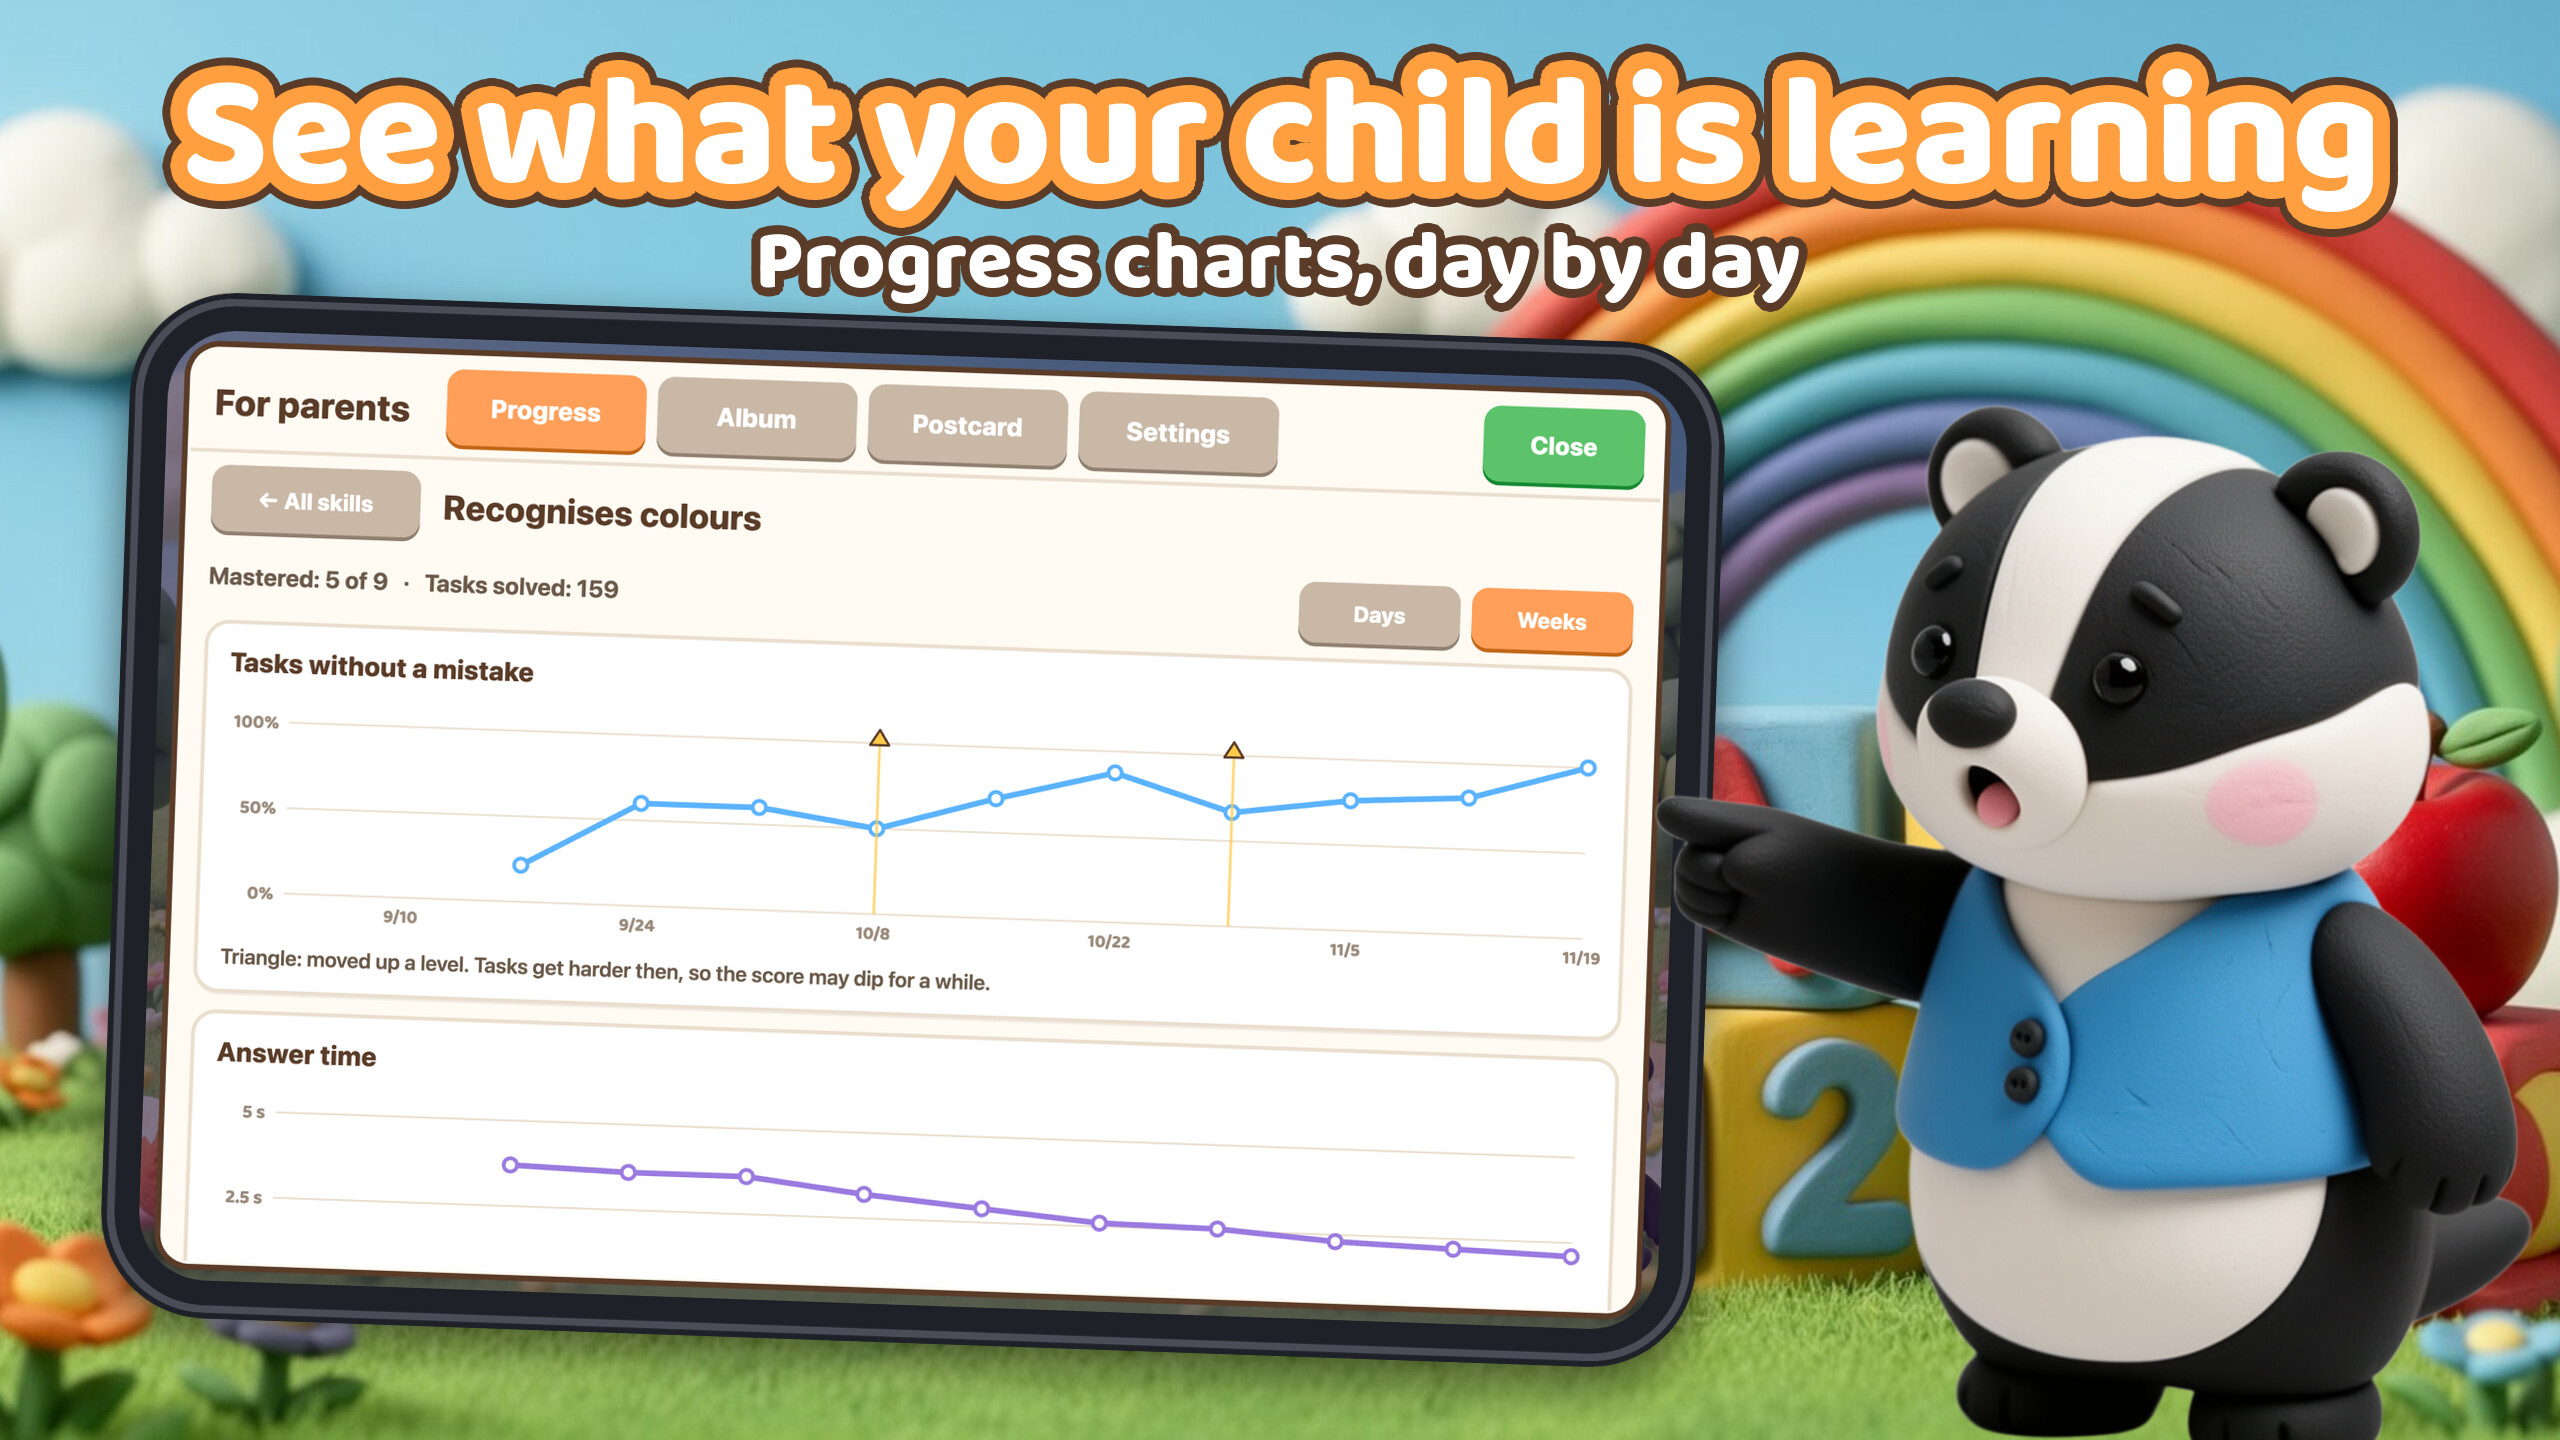 See what your child is learning
Progress charts, day by day
For parents
Progress
Album
Postcard
Settings
Close
← All skills
Recognises colours
Mastered: 5 of 9 · Tasks solved: 159
Days
Weeks
Tasks without a mistake
100%
50%
0%
9/10
9/24
10/8
10/22
11/5
11/19
Triangle: moved up a level. Tasks get harder then, so the score may dip for a while.
Answer time
5 s
2.5 s
2